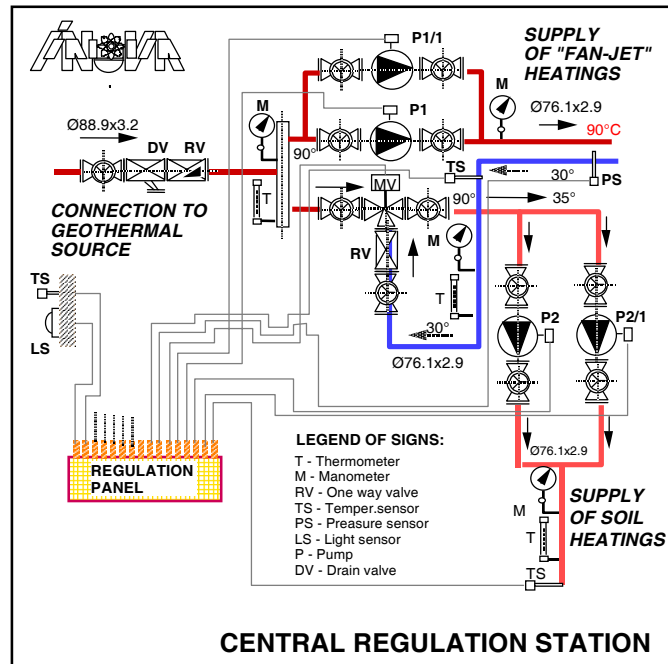 ÁNOVA
P1/1
SUPPLY
OF "FAN-JET"
HEATINGS
M
M
P1
Ø76.1x2.9
Ø88.9x3.2
90°C
DV RV
90°
TS
30°
PS
T
MV
90°
35°
CONNECTION TO
GEOTHERMAL
SOURCE
RV
M
TS
T
P2
P2/1
30°
LS
Ø76.1x2.9
REGULATION
PANEL
LEGEND OF SIGNS:
T - Thermometer
M - Manometer
RV - One way valve
TS - Temper.sensor
PS - Preasure sensor
LS - Light sensor
P - Pump
DV - Drain valve
Ø76.1x2.9
M
SUPPLY
OF SOIL
HEATINGS
T
TS
CENTRAL REGULATION STATION